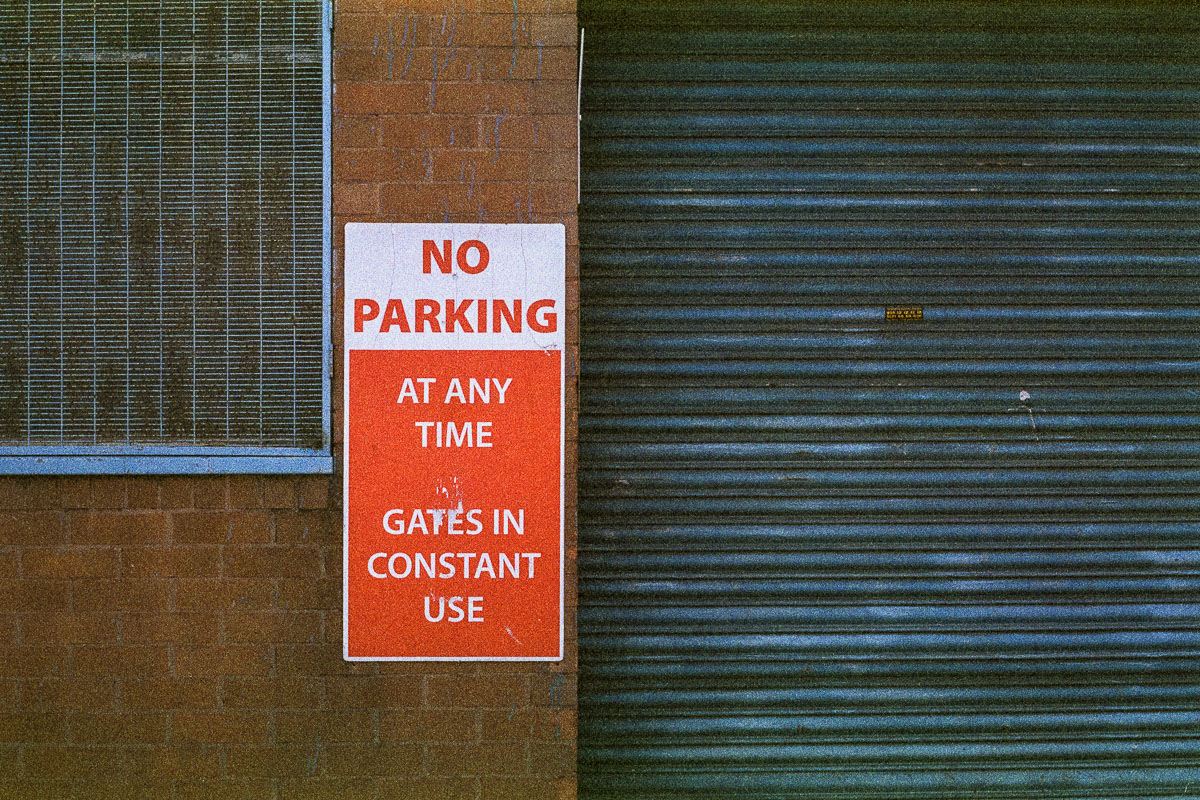 NO
PARKING
AT ANY
TIME
GATES IN
CONSTANT
USE